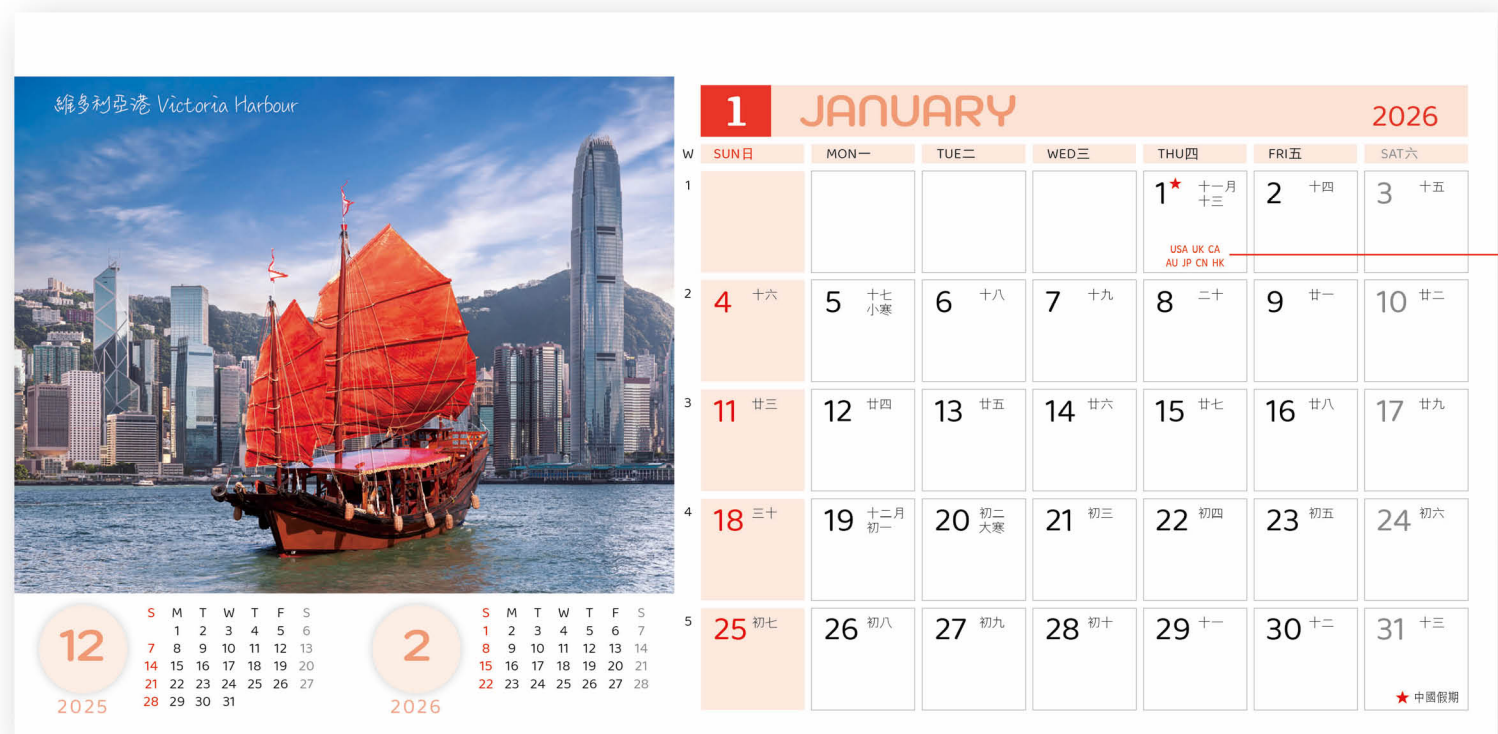 維多利亞港 Victoria Harbour
1 JANUARY 2026
W SUN日 MON一 TUE二 WED三 THU四 FRI五 SAT六
1 1★ 十一月 2 十四 3 十五
十三
USA UK CA
AU JP CN HK
2 4 十六 5 十七 6 十八 7 十九 8 二十 9 廿一 10 廿二
小寒
3 11 廿三 12 廿四 13 廿五 14 廿六 15 廿七 16 廿八 17 廿九
4 18 三十 19 十二月 20 初二 21 初三 22 初四 23 初五 24 初六
初一 大寒
5 25 初七 26 初八 27 初九 28 初十 29 十一 30 十二 31 十三
★ 中國假期
12
2025
S M T W T F S
1 2 3 4 5 6
7 8 9 10 11 12 13
14 15 16 17 18 19 20
21 22 23 24 25 26 27
28 29 30 31
2
2026
S M T W T F S
1 2 3 4 5 6 7
8 9 10 11 12 13 14
15 16 17 18 19 20 21
22 23 24 25 26 27 28